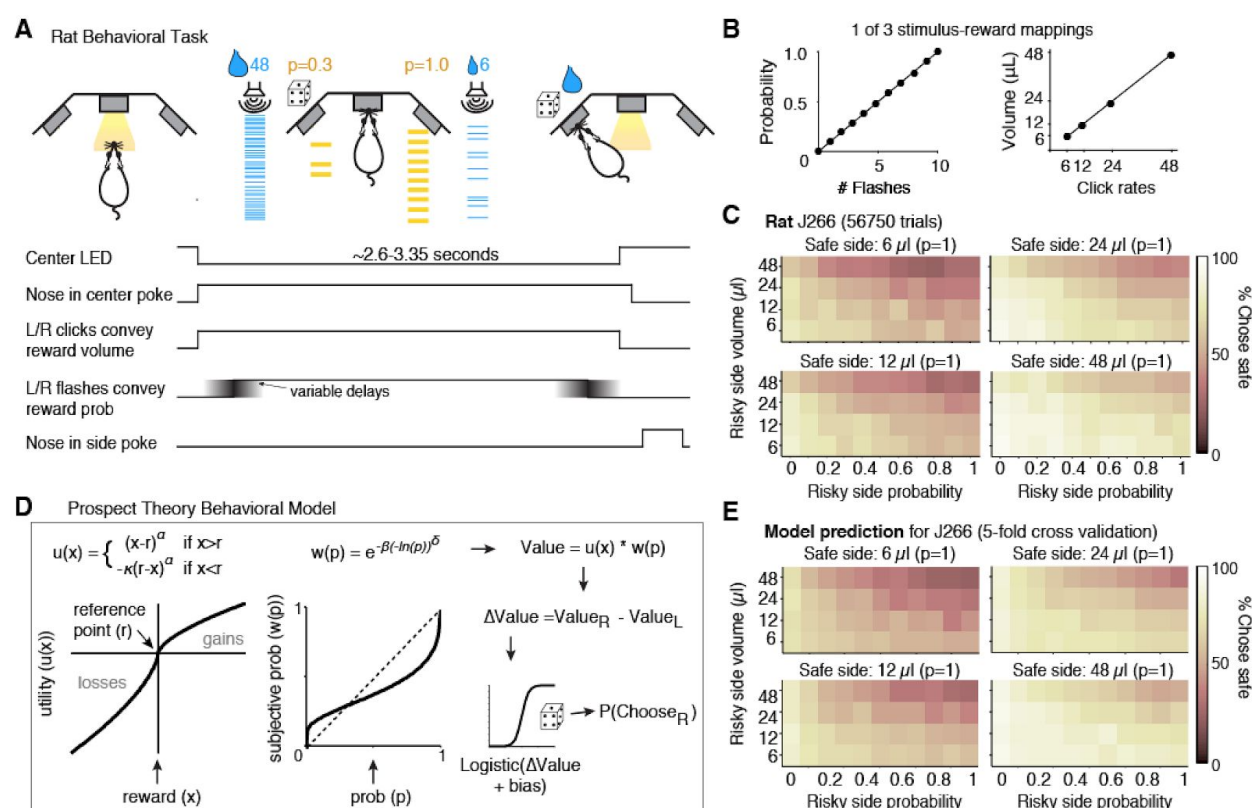 A
Rat Behavioral Task
48
p=0.3
p=1.0
6
Center LED
~2.6-3.35 seconds
Nose in center poke
L/R clicks convey
reward volume
L/R flashes convey
reward prob
variable delays
Nose in side poke
B
1 of 3 stimulus-reward mappings
Probability
1.0
0.5
5
10
# Flashes
Volume (µL)
48
24
12
6
6 12
24
48
Click rates
C
Rat J266 (56750 trials)
Safe side: 6 µl (p=1)
Safe side: 24 µl (p=1)
Risky side volume (µl)
48
24
12
6
Safe side: 12 µl (p=1)
Safe side: 48 µl (p=1)
48
24
12
6
0 0.2 0.4 0.6 0.8 1
0 0.2 0.4 0.6 0.8 1
Risky side probability
Risky side probability
100
50
0
% Chose safe
D
Prospect Theory Behavioral Model
u(x) = { (x-r)^α if x>r
-κ(r-x)^α if x<r
w(p) = e^-β(-ln(p))^δ
Value = u(x) * w(p)
ΔValue =Value_R - Value_L
P(Choose_R)
Logistic(ΔValue
+ bias)
utility (u(x))
reference
point (r)
gains
losses
reward (x)
subjective prob (w(p))
1
0
1
prob (p)
E
Model prediction for J266 (5-fold cross validation)
Safe side: 6 µl (p=1)
Safe side: 24 µl (p=1)
Risky side volume (µl)
48
24
12
6
Safe side: 12 µl (p=1)
Safe side: 48 µl (p=1)
48
24
12
6
0 0.2 0.4 0.6 0.8 1
0 0.2 0.4 0.6 0.8 1
Risky side probability
Risky side probability
100
50
0
% Chose safe